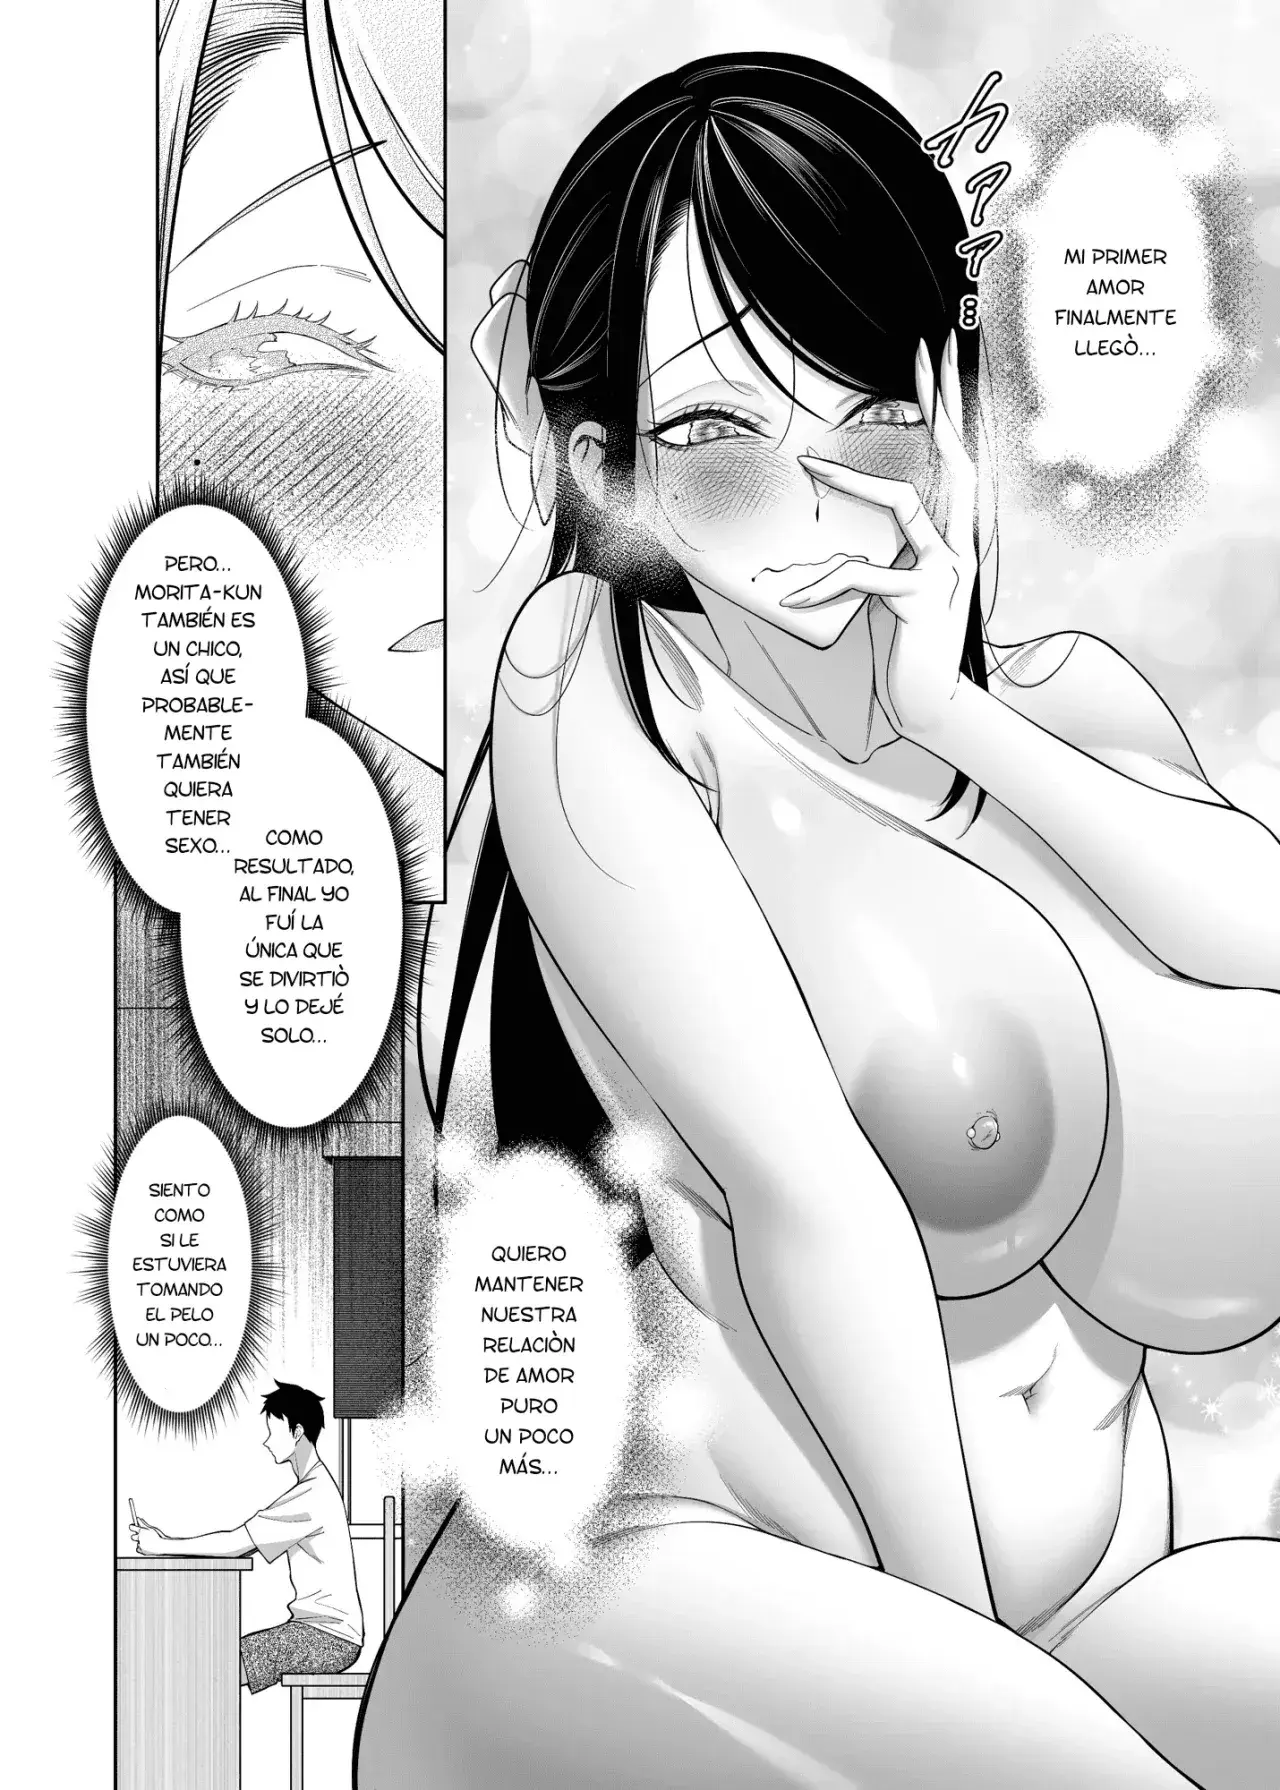 MI PRIMER
AMOR
FINALMENTE
LLEGÒ...
カァァァ…
QUIERO
MANTENER
NUESTRA
RELACIÒN
DE AMOR
PURO
UN POCO
MÁS...
PERO...
MORITA-KUN
TAMBIÉN ES
UN CHICO,
ASÍ QUE
PROBABLE-
MENTE
TAMBIÉN
QUIERA
TENER
SEXO...
COMO
RESULTADO,
AL FINAL YO
FUÍ LA
ÚNICA QUE
SE DIVIRTIÒ
Y LO DEJÉ
SOLO...
SIENTO
COMO
SI LE
ESTUVIERA
TOMANDO
EL PELO
UN POCO...